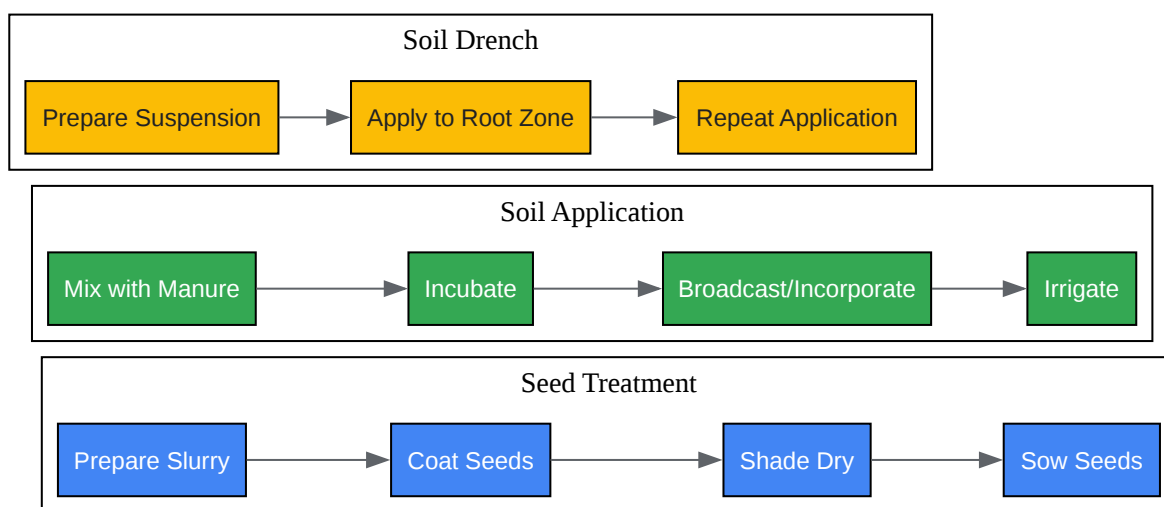 Soil Drench
Prepare Suspension
Apply to Root Zone
Repeat Application
Soil Application
Mix with Manure
Incubate
Broadcast/Incorporate
Irrigate
Seed Treatment
Prepare Slurry
Coat Seeds
Shade Dry
Sow Seeds